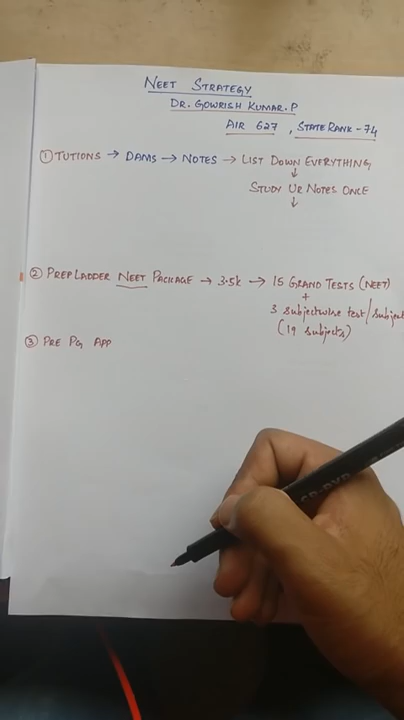 NEET STRATEGY
DR. GOWRISH KUMAR. P
AIR 627, STATE RANK - 74
① TUTIONS → DAMS → NOTES → LIST DOWN EVERYTHING
↓
STUDY UR NOTES ONCE
↓
② PREPLADDER NEET PACKAGE → 3.5k → 15 GRAND TESTS (NEET)
+
3 subjectwise test/subject
(19 subjects)
③ PRE PG APP